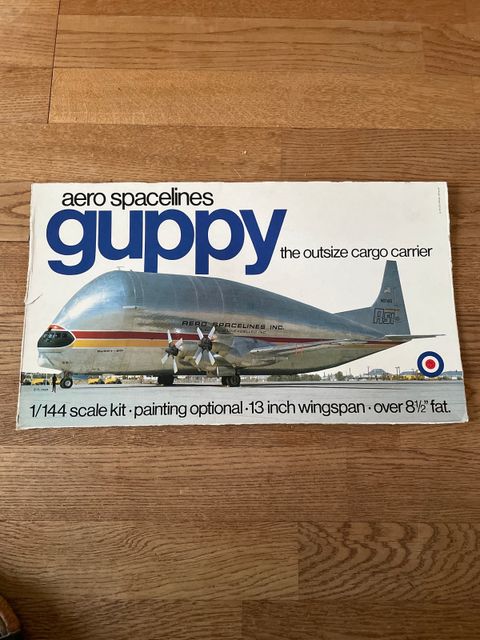 aero spacelines
guppy
the outsize cargo carrier
AERO SPACELINES INC.
1/144 scale kit · painting optional · 13 inch wingspan · over 8½" fat.